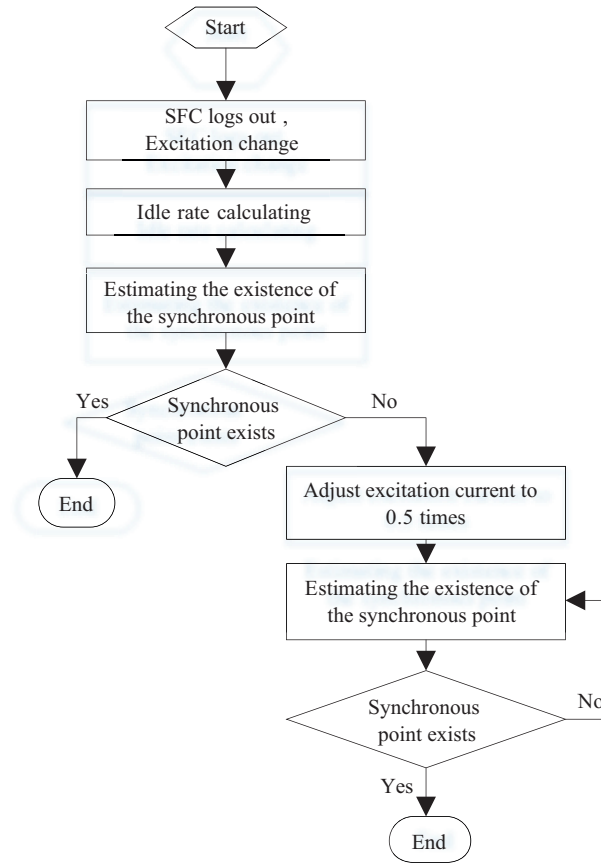 Start
SFC logs out ,
Excitation change
Idle rate calculating
Estimating the existence of
the synchronous point
Yes
Synchronous
point exists
No
End
Adjust excitation current to
0.5 times
Estimating the existence of
the synchronous point
Synchronous
point exists
No
Yes
End